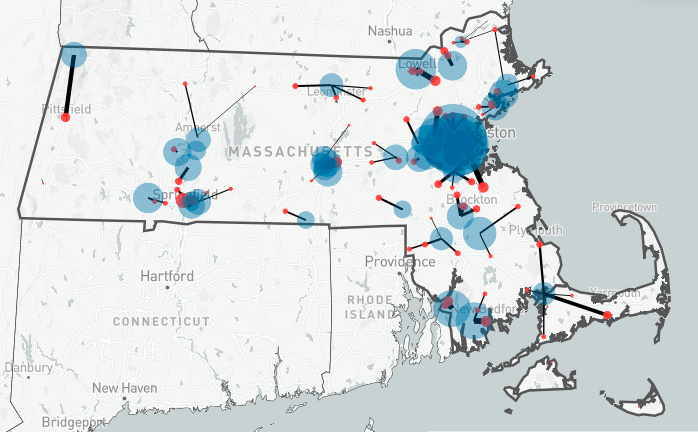 Nashua
Lowell
Pittsfield
Leominster
Amherst
MASSACHUSETTS
Boston
Springfield
Brockton
Provincetown
Plymouth
Providence
Hartford
Yarmouth
RHODE
ISLAND
New Bedford
CONNECTICUT
Danbury
New Haven
Bridgeport